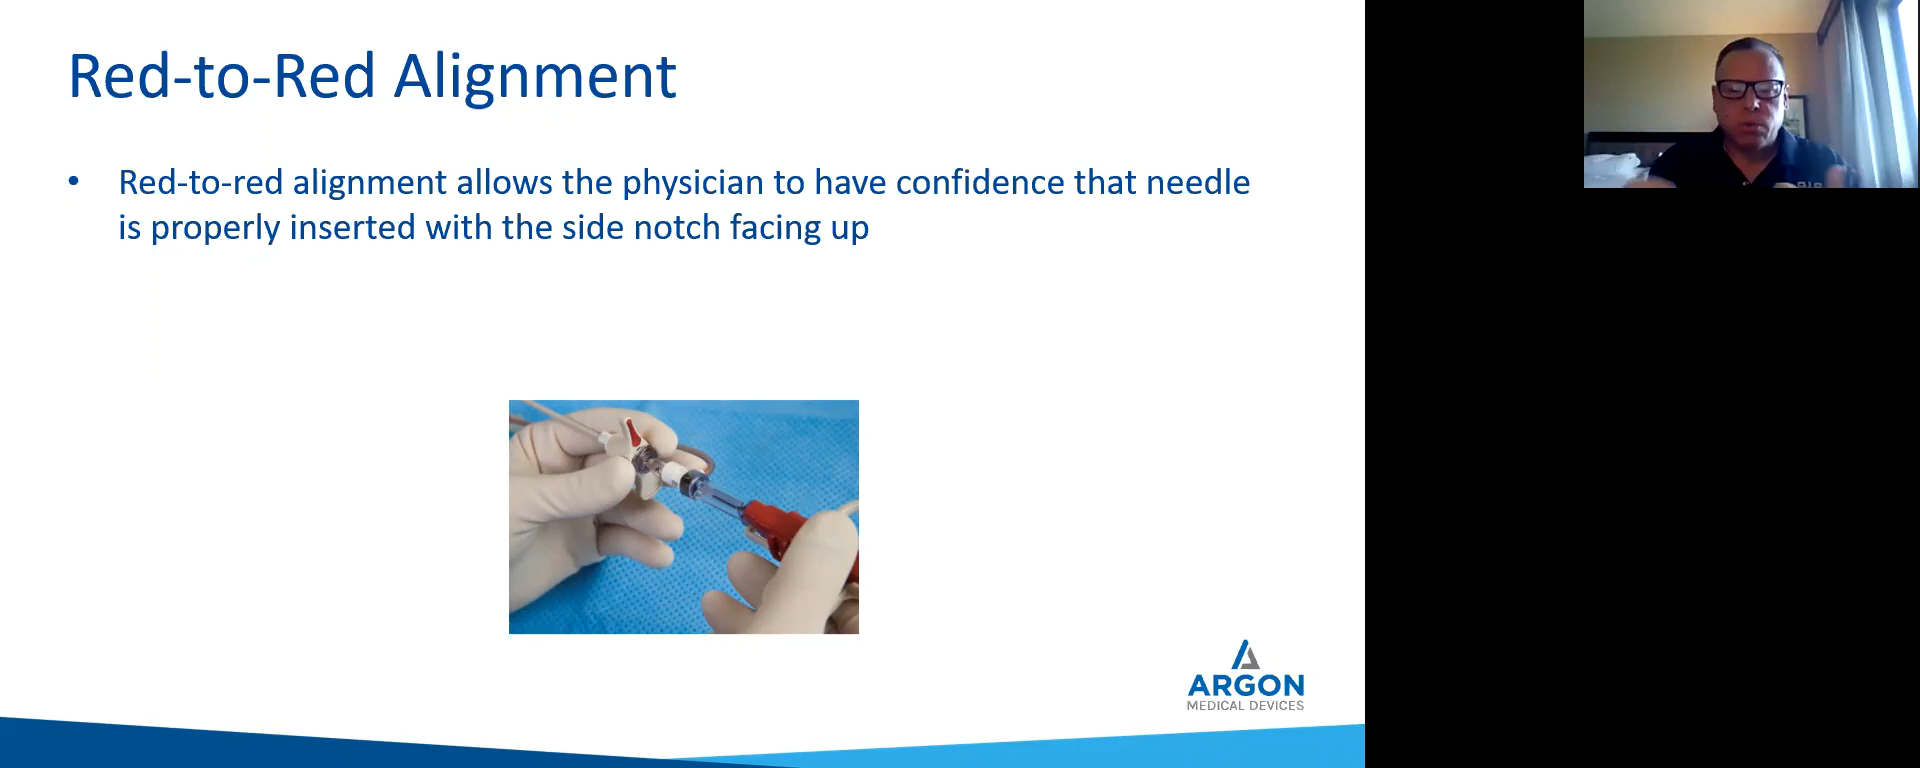 Red-to-Red Alignment
• Red-to-red alignment allows the physician to have confidence that needle
is properly inserted with the side notch facing up
ARGON
MEDICAL DEVICES